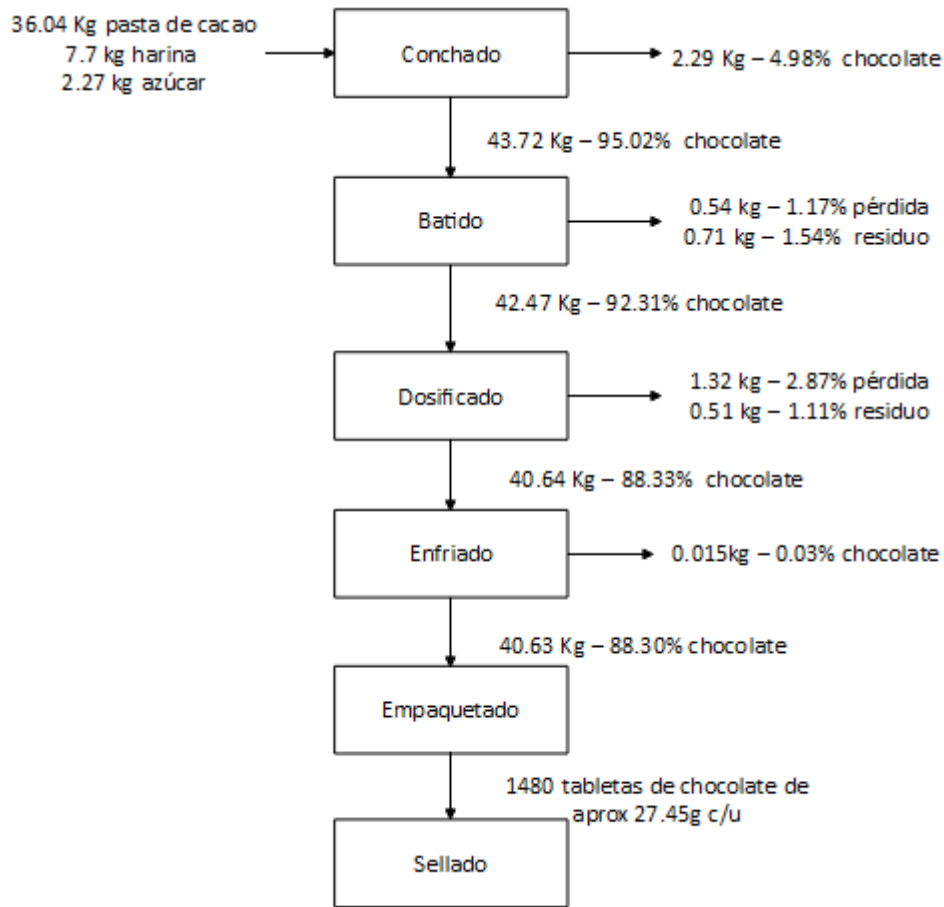 36.04 Kg pasta de cacao
7.7 kg harina
2.27 kg azúcar
Conchado
2.29 Kg – 4.98% chocolate
43.72 Kg – 95.02% chocolate
Batido
0.54 kg – 1.17% pérdida
0.71 kg – 1.54% residuo
42.47 Kg – 92.31% chocolate
Dosificado
1.32 kg – 2.87% pérdida
0.51 kg – 1.11% residuo
40.64 Kg – 88.33% chocolate
Enfriado
0.015kg – 0.03% chocolate
40.63 Kg – 88.30% chocolate
Empaquetado
1480 tabletas de chocolate de
aprox 27.45g c/u
Sellado